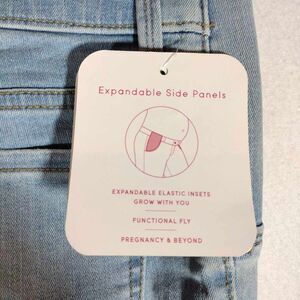 Expandable Side Panels
EXPANDABLE ELASTIC INSETS
GROW WITH YOU
FUNCTIONAL FLY
PREGNANCY & BEYOND